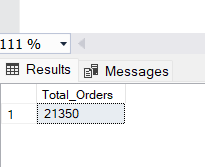 111 %
Results Messages
Total_Orders
1 21350